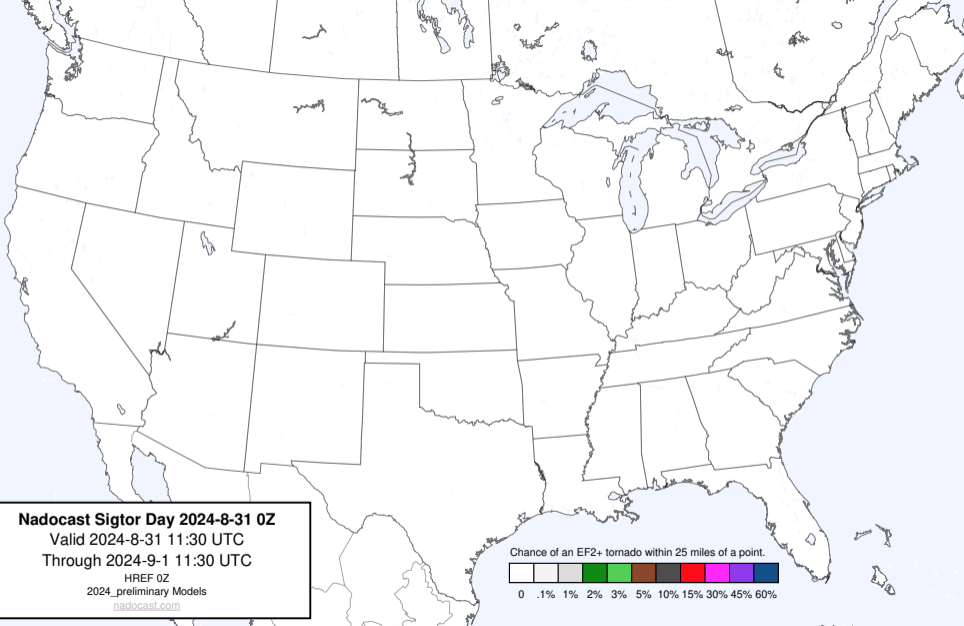 Nadocast Sigtor Day 2024-8-31 0Z
Valid 2024-8-31 11:30 UTC
Through 2024-9-1 11:30 UTC
HREF 0Z
2024_preliminary Models
nadocast.com
Chance of an EF2+ tornado within 25 miles of a point.
0 .1% 1% 2% 3% 5% 10% 15% 30% 45% 60%